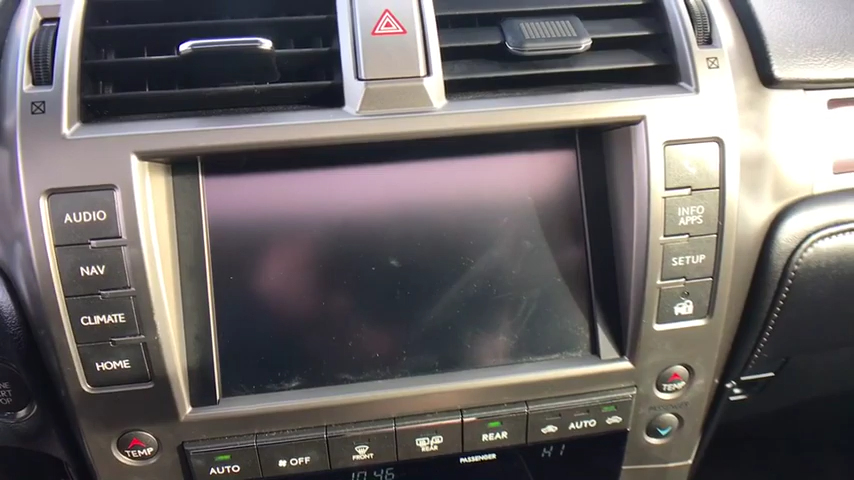 AUDIO
NAV
CLIMATE
HOME
INFO
APPS
SETUP
TEMP
TEMP
AUTO
OFF
FRONT
REAR
REAR
AUTO
PASSENGER
10:46